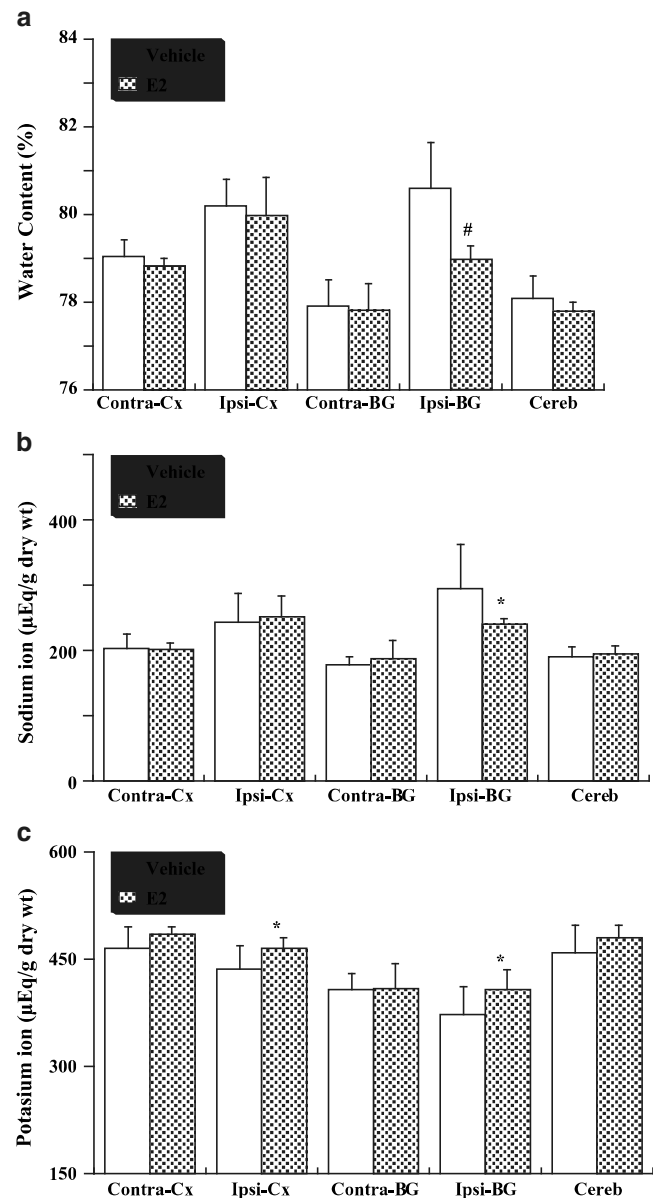 a
84
Vehicle
E2
82
80
78
76
Water Content (%)
#
Contra-Cx Ipsi-Cx Contra-BG Ipsi-BG Cereb
b
Vehicle
E2
400
200
0
Sodium ion (µEq/g dry wt)
*
Contra-Cx Ipsi-Cx Contra-BG Ipsi-BG Cereb
c
600
Vehicle
E2
450
300
150
Potasium ion (µEq/g dry wt)
* *
Contra-Cx Ipsi-Cx Contra-BG Ipsi-BG Cereb